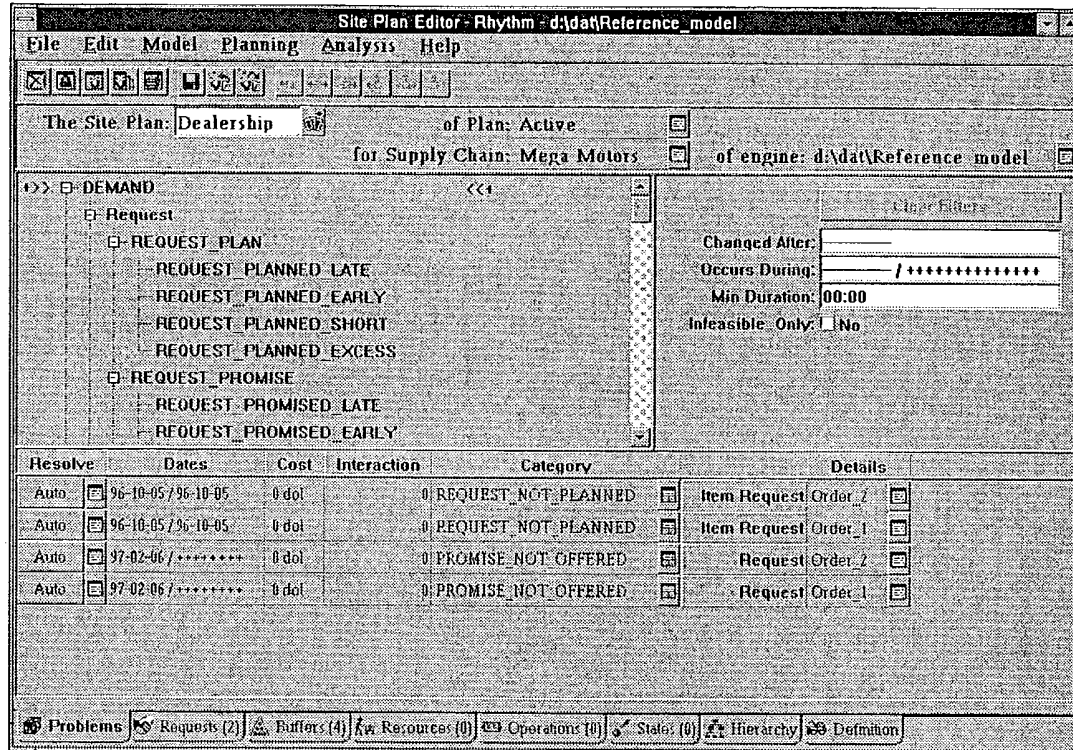 Site Plan Editor - Rhythm - d:\dat\Reference_model
File Edit Model Planning Analysis Help
The Site Plan: Dealership of Plan: Active
for Supply Chain: Mega Motors of engine: d:\dat\Reference_model
DEMAND
Request
REQUEST_PLAN
REQUEST_PLANNED_LATE
REQUEST_PLANNED_EARLY
REQUEST_PLANNED_SHORT
REQUEST_PLANNED_EXCESS
REQUEST_PROMISE
REQUEST_PROMISED_LATE
REQUEST_PROMISED_EARLY
Clear Filters
Changed After: ————
Occurs During: ———— / ++++++++++++++
Min Duration: 00:00
Infeasible_Only: No
Resolve Dates Cost Interaction Category Details
Auto 96-10-05 / 96-10-05 0 dol 0 REQUEST_NOT_PLANNED Item Request Order_2
Auto 96-10-05 / 96-10-05 0 dol 0 REQUEST_NOT_PLANNED Item Request Order_1
Auto 97-02-06 / ++++++++ 0 dol 0 PROMISE_NOT_OFFERED Request Order_2
Auto 97-02-06 / ++++++++ 0 dol 0 PROMISE_NOT_OFFERED Request Order_1
Problems Requests (2) Buffers (4) Resources (0) Operations (0) States (0) Hierarchy Definition